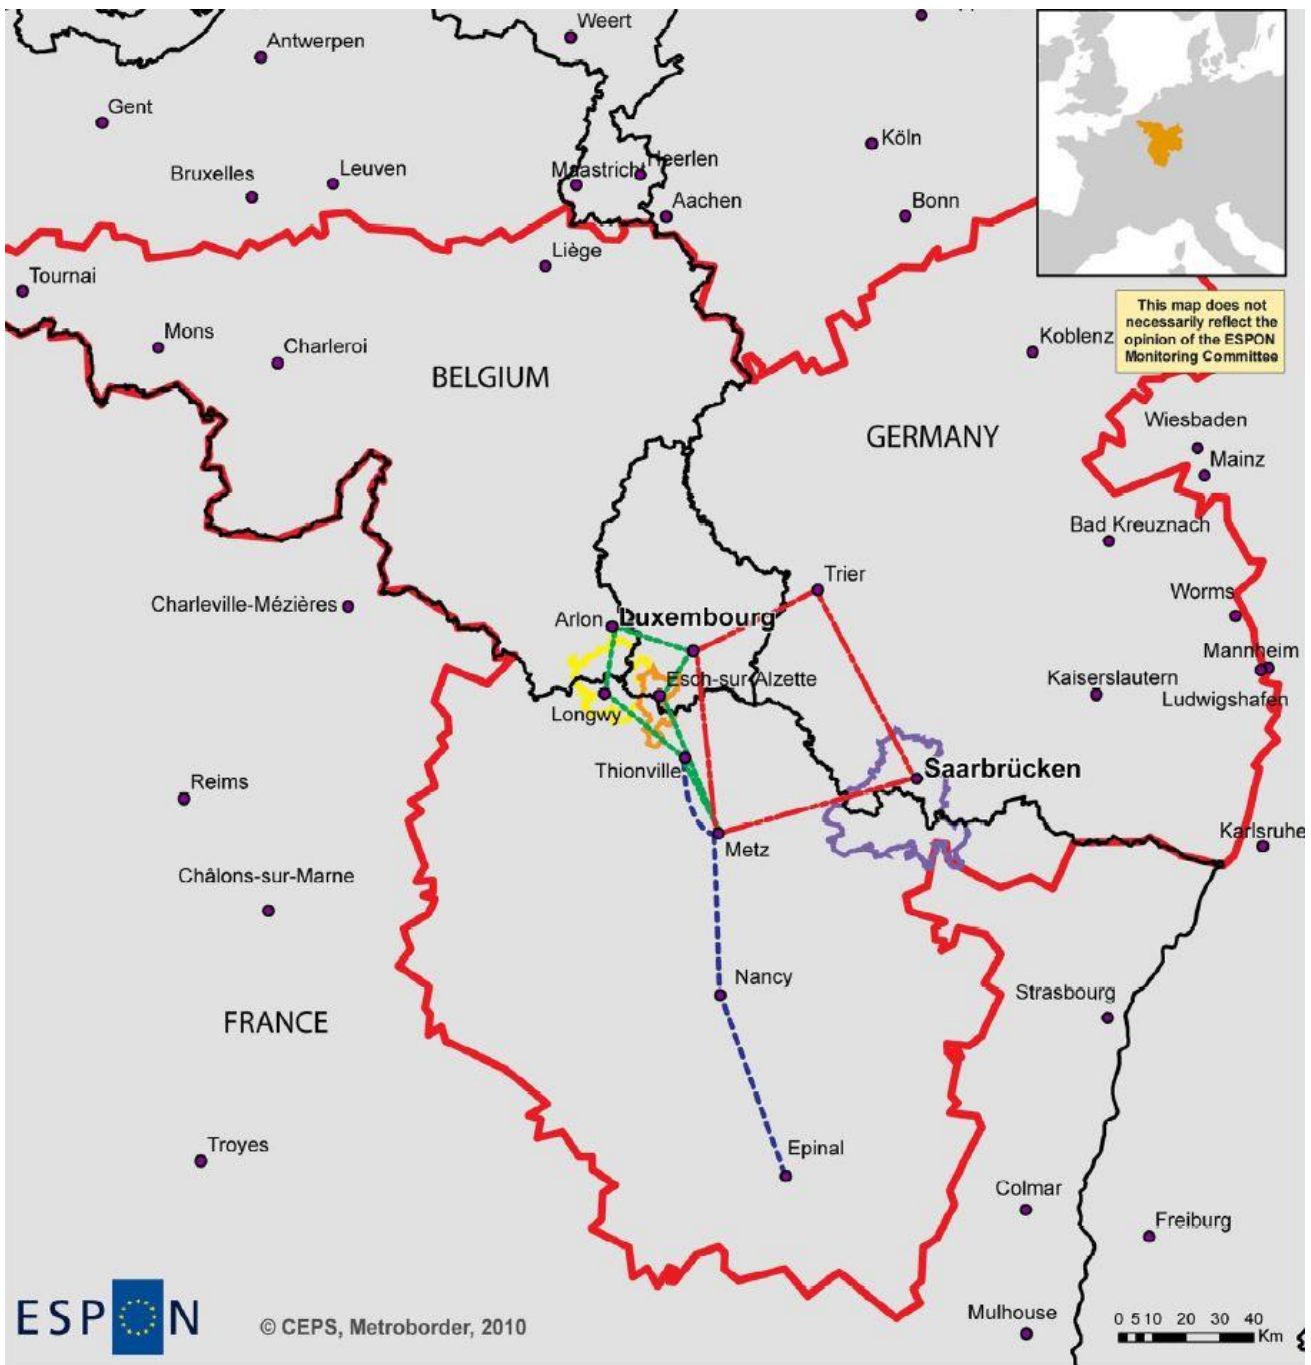 Weert
Antwerpen
Gent
Köln
Bruxelles
Leuven
Maastricht
Heerlen
Aachen
Bonn
Liège
Tournai
This map does not
necessarily reflect the
opinion of the ESPON
Monitoring Committee
Mons
Charleroi
Koblenz
BELGIUM
GERMANY
Wiesbaden
Mainz
Bad Kreuznach
Trier
Charleville-Mézières
Arlon
Luxembourg
Worms
Mannheim
Esch-sur-Alzette
Kaiserslautern
Ludwigshafen
Longwy
Thionville
Saarbrücken
Reims
Karlsruhe
Metz
Châlons-sur-Marne
Nancy
Strasbourg
FRANCE
Troyes
Epinal
Colmar
Freiburg
Mulhouse
ESPON
© CEPS, Metroborder, 2010
0 5 10 20 30 40
Km